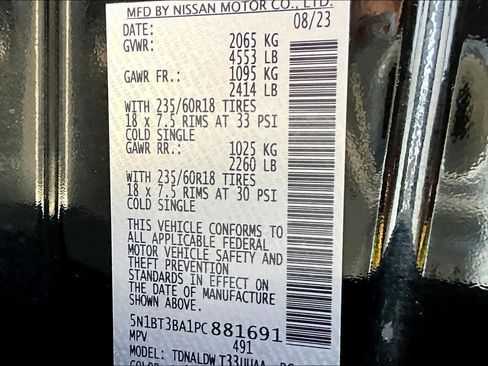 MFD BY NISSAN MOTOR CO., LTD.
DATE: 08/23
GVWR: 2065 KG
4553 LB
GAWR FR.: 1095 KG
2414 LB
WITH 235/60R18 TIRES
18 x 7.5 RIMS AT 33 PSI
COLD SINGLE
GAWR RR.: 1025 KG
2260 LB
WITH 235/60R18 TIRES
18 x 7.5 RIMS AT 30 PSI
COLD SINGLE
THIS VEHICLE CONFORMS TO
ALL APPLICABLE FEDERAL
MOTOR VEHICLE SAFETY AND
THEFT PREVENTION
STANDARDS IN EFFECT ON
THE DATE OF MANUFACTURE
SHOWN ABOVE.
5N1BT3BA1PC881691
MPV 491
MODEL: TDNALDW T33UUAA